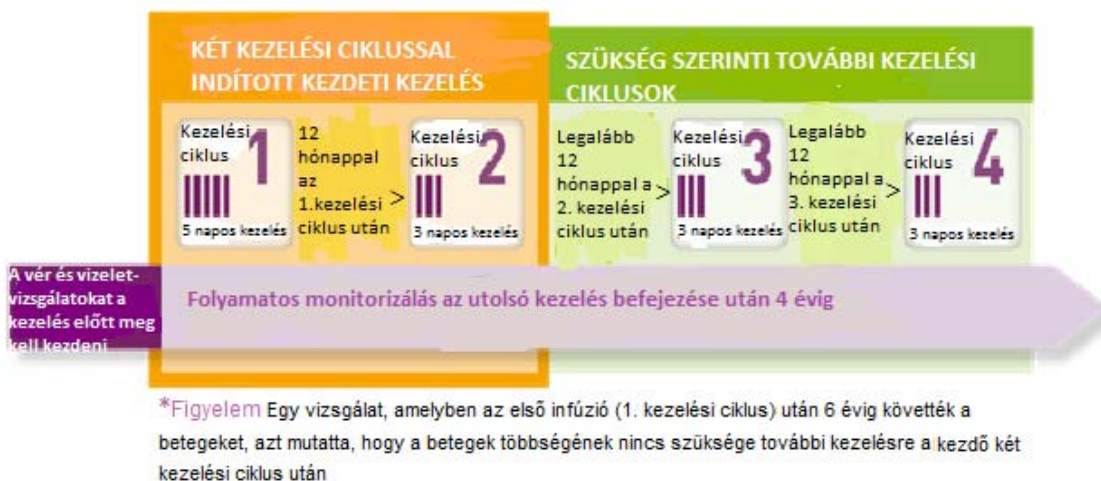 KÉT KEZELÉSI CIKLUSSAL
INDÍTOTT KEZDETI KEZELÉS
Kezelési
ciklus
1
5 napos kezelés
12
hónappal
az
1.kezelési
ciklus után
>
Kezelési
ciklus
2
3 napos kezelés
SZÜKSÉG SZERINTI TOVÁBBI KEZELÉSI
CIKLUSOK
Legalább
12
hónappal a
2. kezelési
ciklus után
>
Kezelési
ciklus
3
3 napos kezelés
Legalább
12
hónappal a
3. kezelési
ciklus után
>
Kezelési
ciklus
4
3 napos kezelés
A vér és vizelet-
vizsgálatokat a
kezelés előtt meg
kell kezdeni
Folyamatos monitorizálás az utolsó kezelés befejezése után 4 évig
*Figyelem Egy vizsgálat, amelyben az első infúzió (1. kezelési ciklus) után 6 évig követték a
betegeket, azt mutatta, hogy a betegek többségének nincs szüksége további kezelésre a kezdő két
kezelési ciklus után